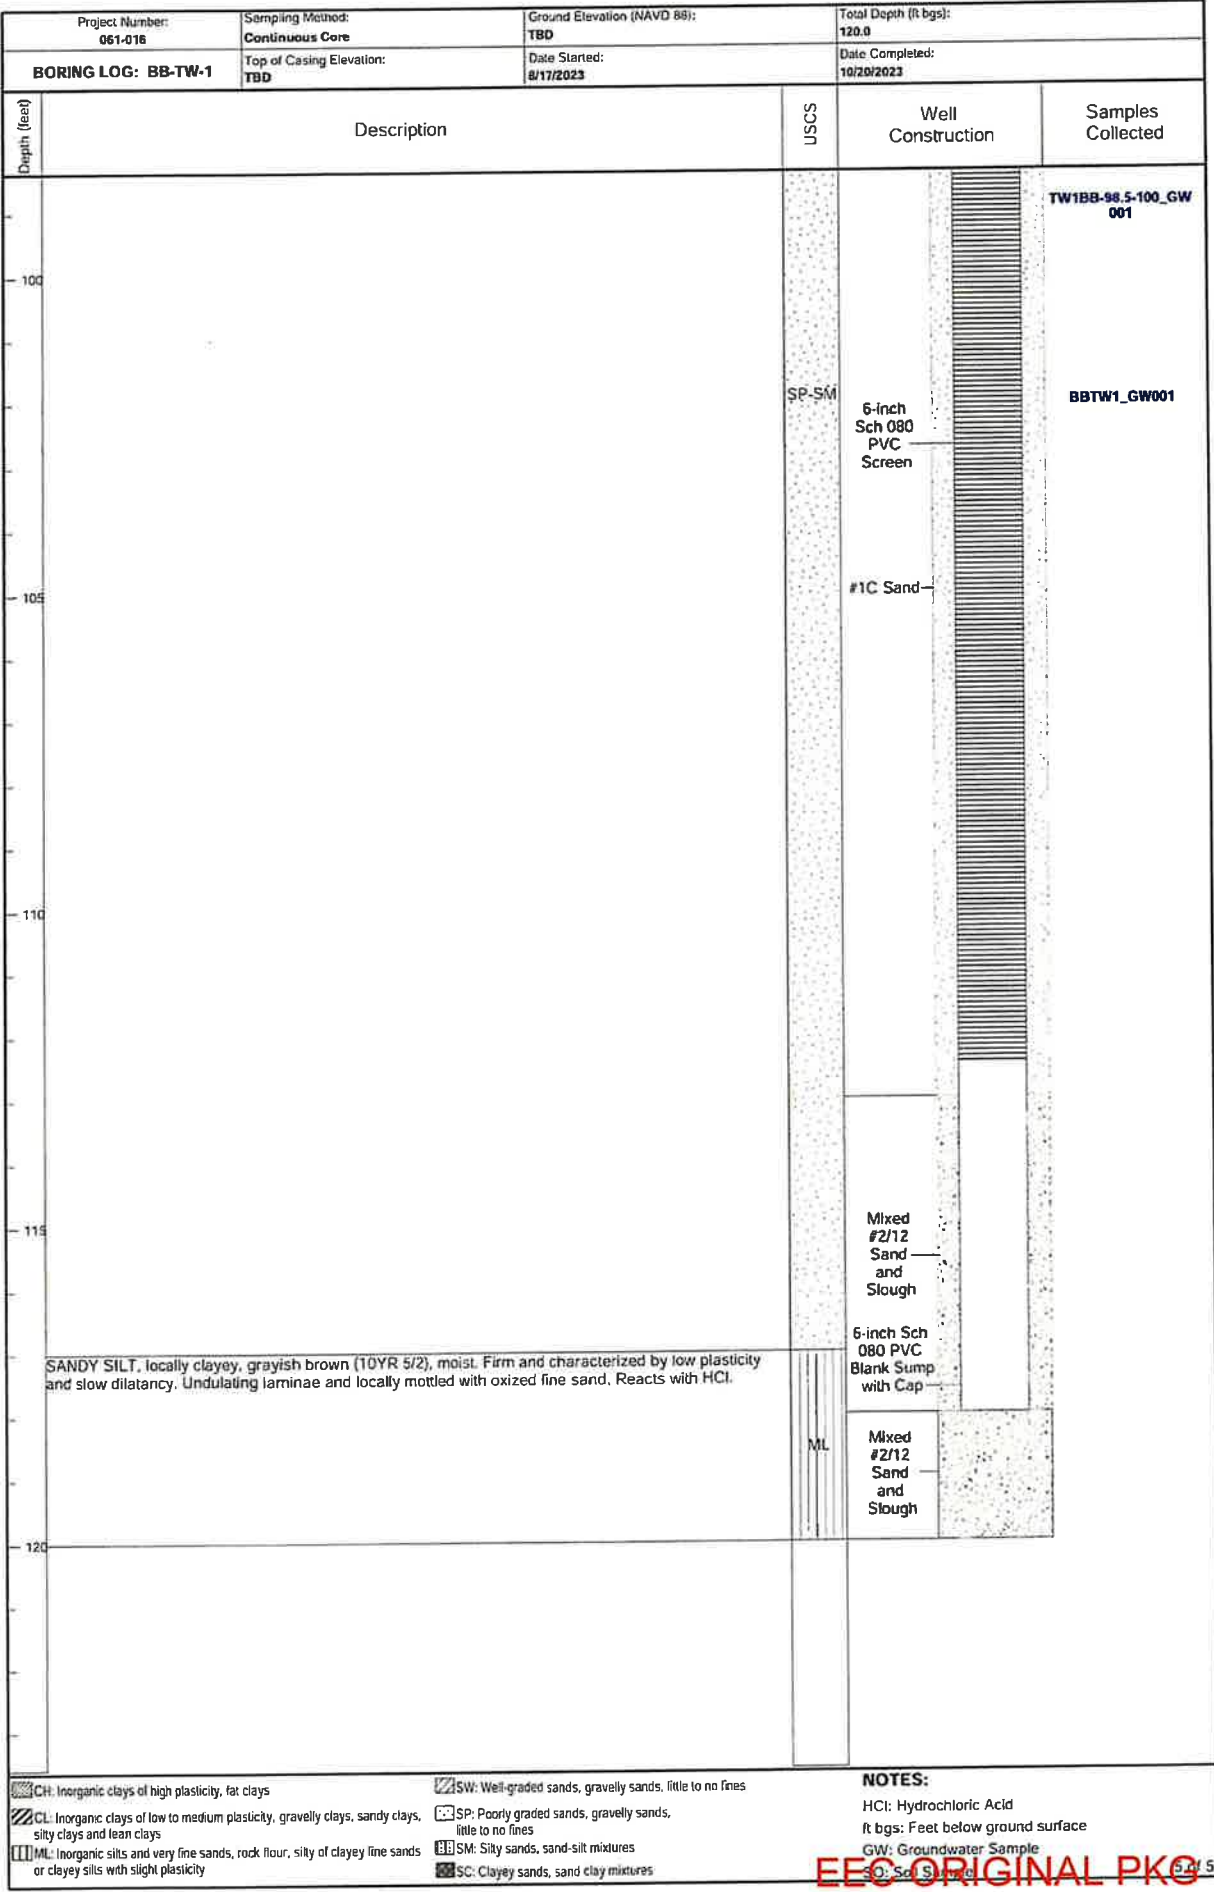 Project Number:
061-016
Sampling Method:
Continuous Core
Ground Elevation (NAVD 88):
TBD
Total Depth (ft bgs):
120.0
BORING LOG: BB-TW-1
Top of Casing Elevation:
TBD
Date Started:
8/17/2023
Date Completed:
10/20/2023
Depth (feet)
Description
USCS
Well
Construction
Samples
Collected
TW1BB-98.5-100_GW
001
100
SP-SM
6-inch
Sch 080
PVC
Screen
BBTW1_GW001
#1C Sand
105
110
115
Mixed
#2/12
Sand
and
Slough
6-inch Sch
080 PVC
Blank Sump
with Cap
SANDY SILT, locally clayey, grayish brown (10YR 5/2), moist. Firm and characterized by low plasticity
and slow dilatancy. Undulating laminae and locally mottled with oxized fine sand. Reacts with HCl.
ML
Mixed
#2/12
Sand
and
Slough
120
CH: Inorganic clays of high plasticity, fat clays
CL: Inorganic clays of low to medium plasticity, gravelly clays, sandy clays,
silty clays and lean clays
ML: Inorganic silts and very fine sands, rock flour, silty of clayey fine sands
or clayey silts with slight plasticity
SW: Well-graded sands, gravelly sands, little to no fines
SP: Poorly graded sands, gravelly sands,
little to no fines
SM: Silty sands, sand-silt mixtures
SC: Clayey sands, sand clay mixtures
NOTES:
HCl: Hydrochloric Acid
ft bgs: Feet below ground surface
GW: Groundwater Sample
SO: Soil Sample
EEC ORIGINAL PKG
5 of 5